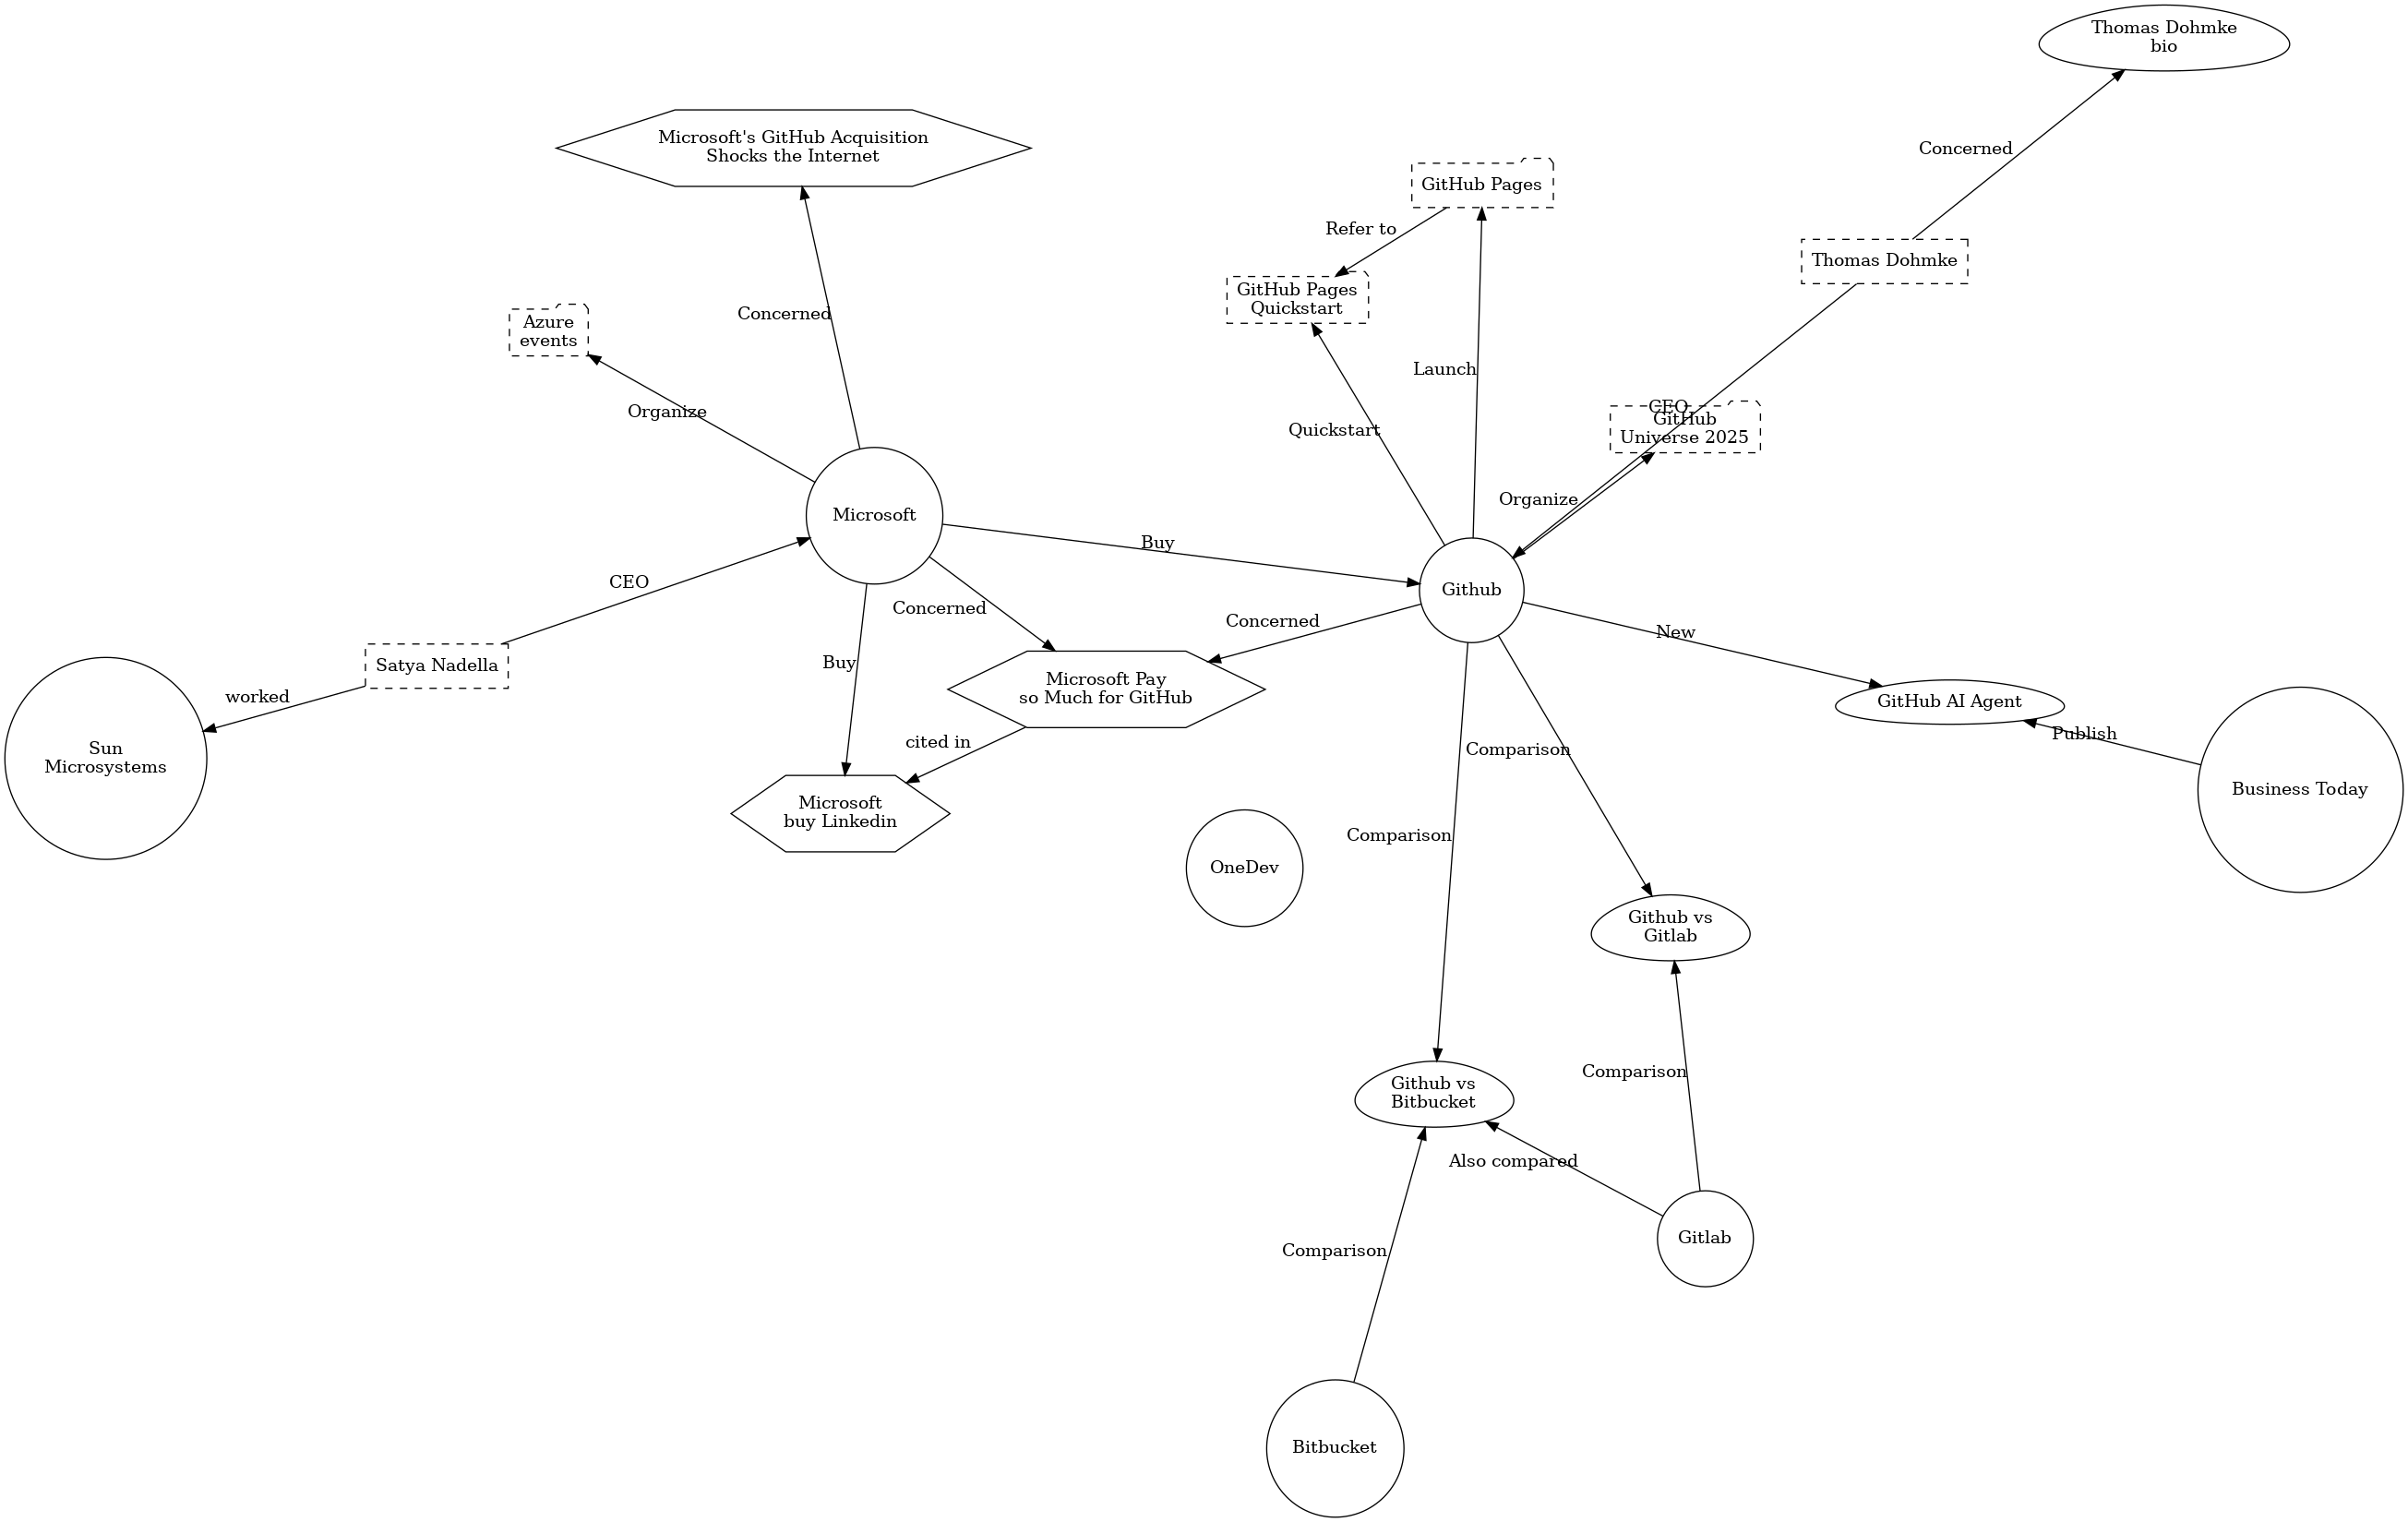 Thomas Dohmke
bio
Microsoft's GitHub Acquisition
Shocks the Internet
Concerned
GitHub Pages
Refer to
Thomas Dohmke
GitHub Pages
Quickstart
Concerned
Azure
events
Launch
Organize
CEO
GitHub
Universe 2025
Quickstart
Organize
Microsoft
Buy
CEO
Github
Concerned
Concerned
New
Satya Nadella
Buy
Microsoft Pay
so Much for GitHub
worked
GitHub AI Agent
Publish
cited in
Comparison
Sun
Microsystems
Business Today
Microsoft
buy Linkedin
Comparison
OneDev
Github vs
Gitlab
Comparison
Github vs
Bitbucket
Also compared
Gitlab
Comparison
Bitbucket